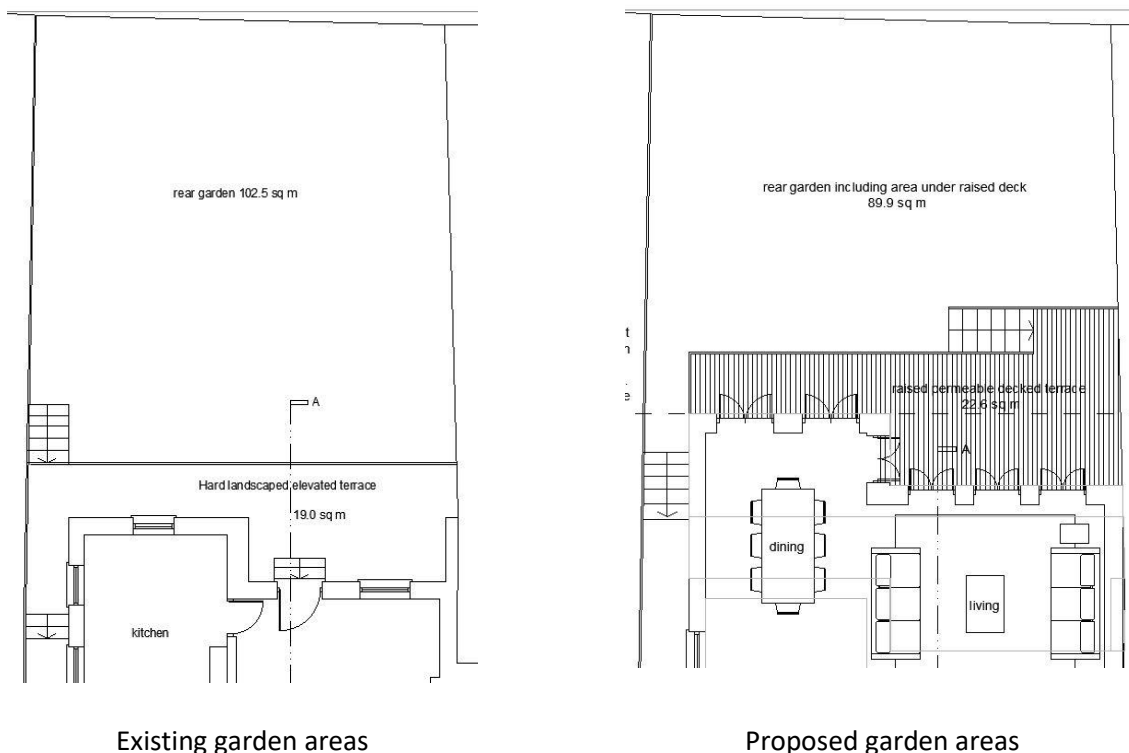 rear garden 102.5 sq m
A
Hard landscaped elevated terrace
19.0 sq m
kitchen
Existing garden areas
rear garden including area under raised deck
89.9 sq m
raised permeable decked terrace
22.6 sq m
A
dining
living
Proposed garden areas